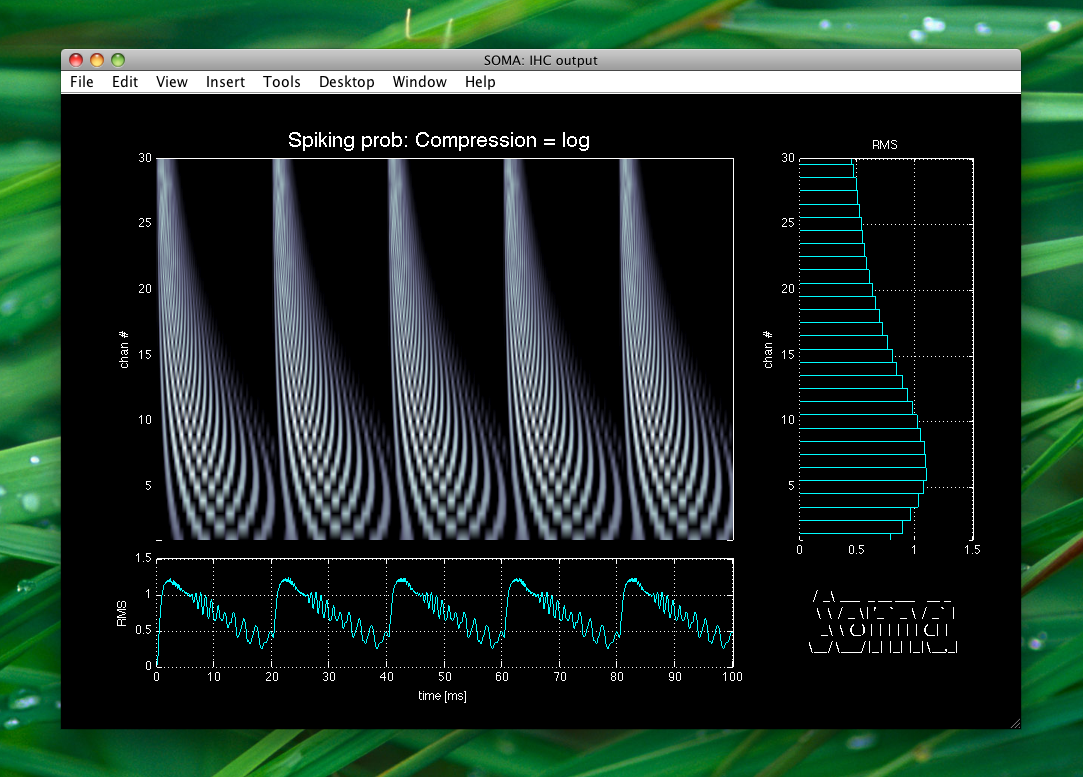 SOMA: IHC output
File Edit View Insert Tools Desktop Window Help
Spiking prob: Compression = log
30
25
20
15
10
5
chan #
RMS
30
25
20
15
10
5
chan #
0 0.5 1 1.5
1.5
1
0.5
0
RMS
0 10 20 30 40 50 60 70 80 90 100
time [ms]
soma